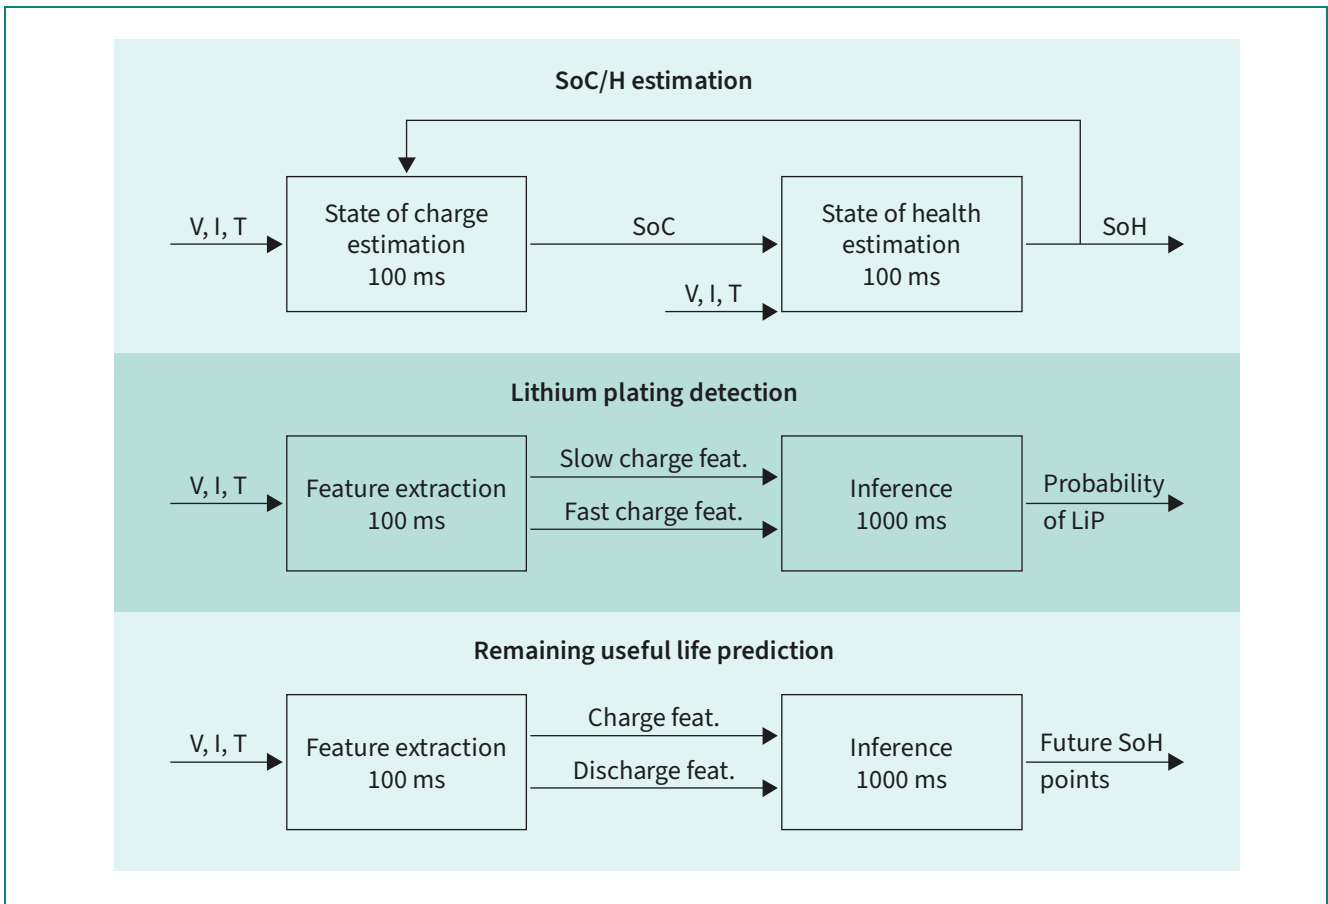 SoC/H estimation
V, I, T
State of charge
estimation
100 ms
SoC
V, I, T
State of health
estimation
100 ms
SoH
Lithium plating detection
V, I, T
Feature extraction
100 ms
Slow charge feat.
Fast charge feat.
Inference
1000 ms
Probability
of LiP
Remaining useful life prediction
V, I, T
Feature extraction
100 ms
Charge feat.
Discharge feat.
Inference
1000 ms
Future SoH
points